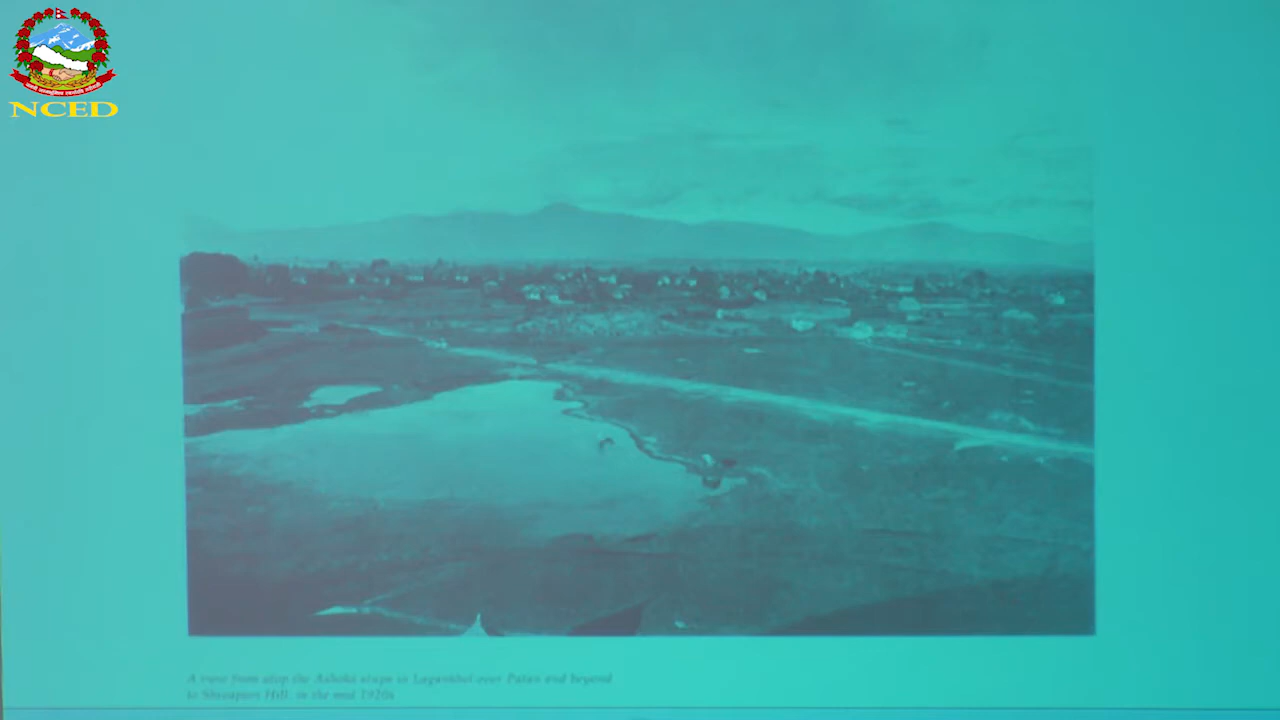 NCED
A view from atop the Ashoka stupa in Lagankhel over Patan and beyond
to Shivapuri Hill, in the mid 1920s